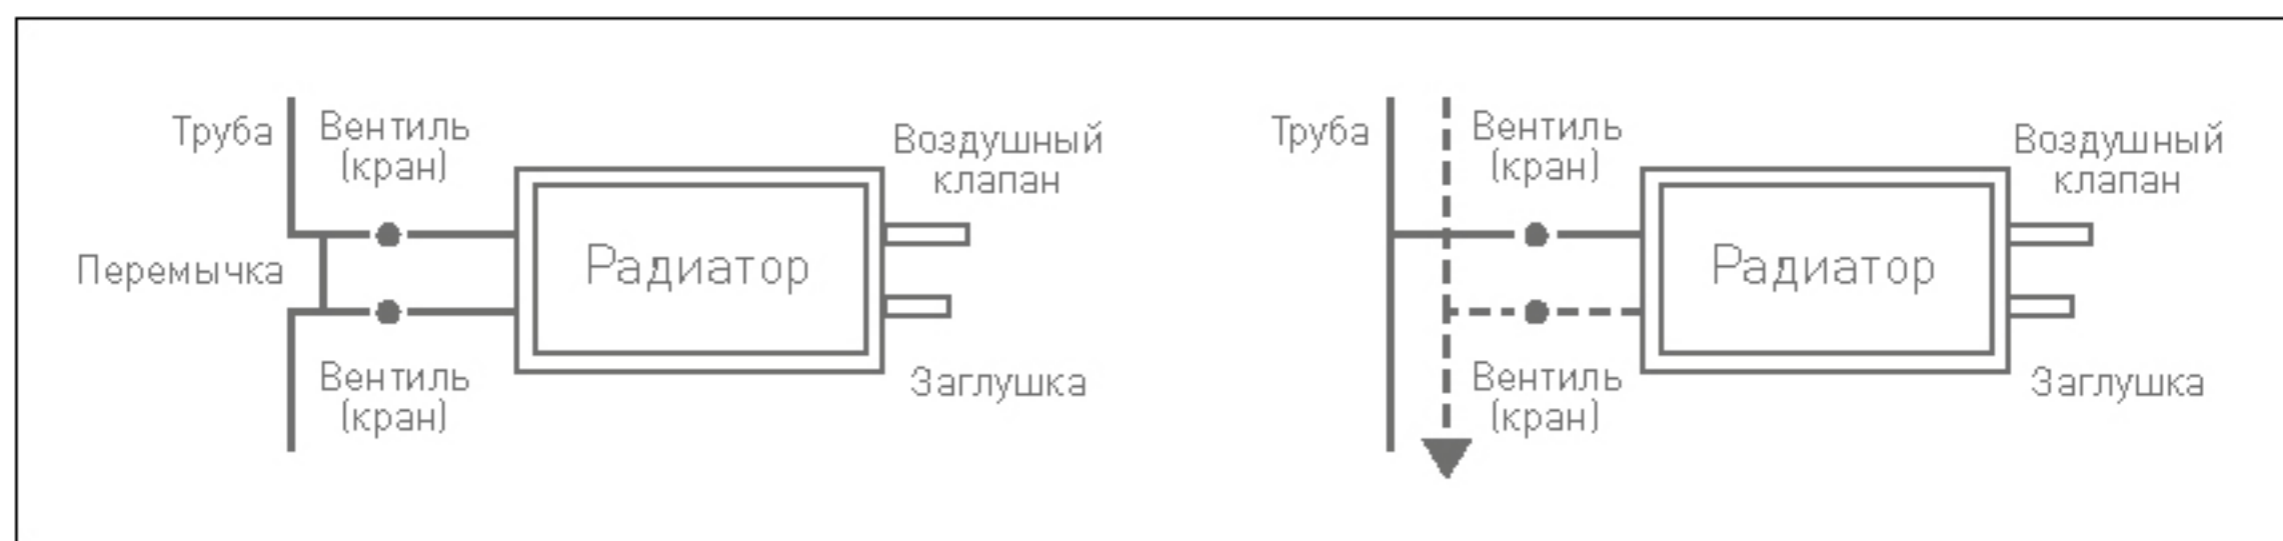 Труба
Вентиль
(кран)
Воздушный
клапан
Перемычка
Радиатор
Вентиль
(кран)
Заглушка
Труба
Вентиль
(кран)
Воздушный
клапан
Радиатор
Вентиль
(кран)
Заглушка